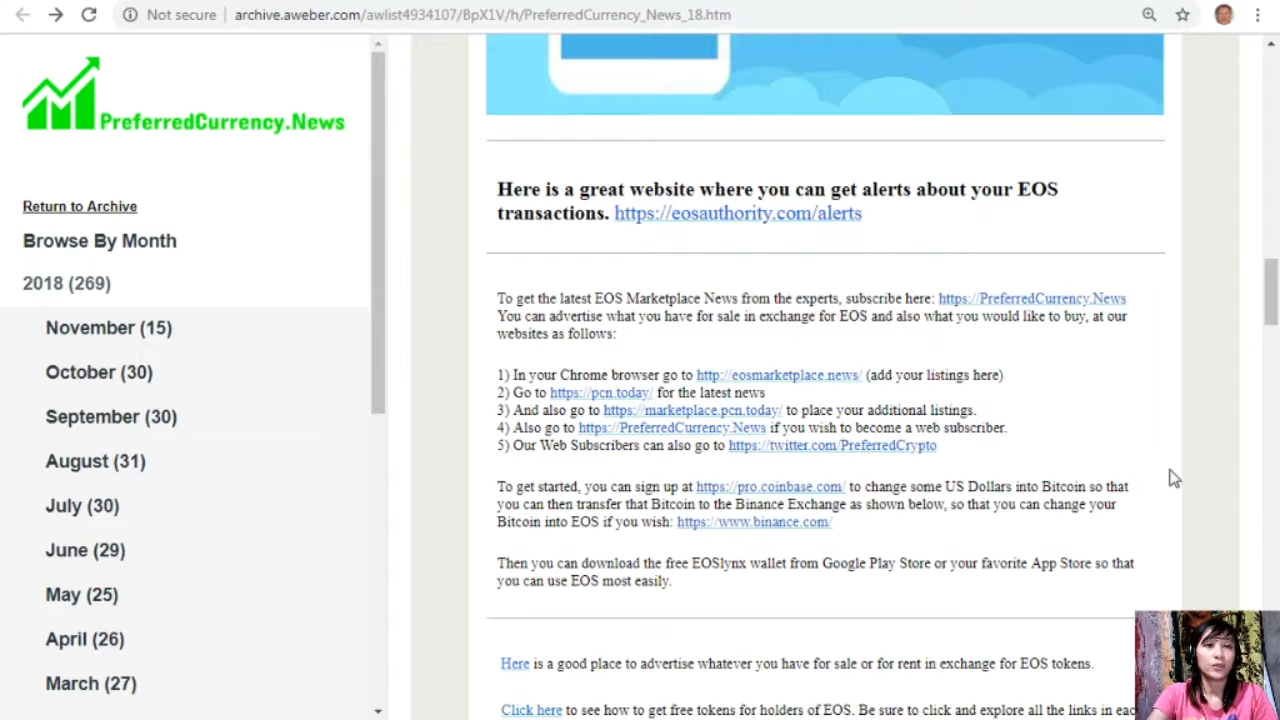 Not secure
archive.aweber.com/awlist4934107/BpX1V/h/PreferredCurrency_News_18.htm
PreferredCurrency.News
Return to Archive
Browse By Month
2018 (269)
November (15)
October (30)
September (30)
August (31)
July (30)
June (29)
May (25)
April (26)
March (27)
Here is a great website where you can get alerts about your EOS
transactions. https://eosauthority.com/alerts
To get the latest EOS Marketplace News from the experts, subscribe here: https://PreferredCurrency.News
You can advertise what you have for sale in exchange for EOS and also what you would like to buy, at our
websites as follows:
1) In your Chrome browser go to http://eosmarketplace.news/ (add your listings here)
2) Go to https://pcn.today/ for the latest news
3) And also go to https://marketplace.pcn.today/ to place your additional listings.
4) Also go to https://PreferredCurrency.News if you wish to become a web subscriber.
5) Our Web Subscribers can also go to https://twitter.com/PreferredCrypto
To get started, you can sign up at https://pro.coinbase.com/ to change some US Dollars into Bitcoin so that
you can then transfer that Bitcoin to the Binance Exchange as shown below, so that you can change your
Bitcoin into EOS if you wish: https://www.binance.com/
Then you can download the free EOSlynx wallet from Google Play Store or your favorite App Store so that
you can use EOS most easily.
Here is a good place to advertise whatever you have for sale or for rent in exchange for EOS tokens.
Click here to see how to get free tokens for holders of EOS. Be sure to click and explore all the links in